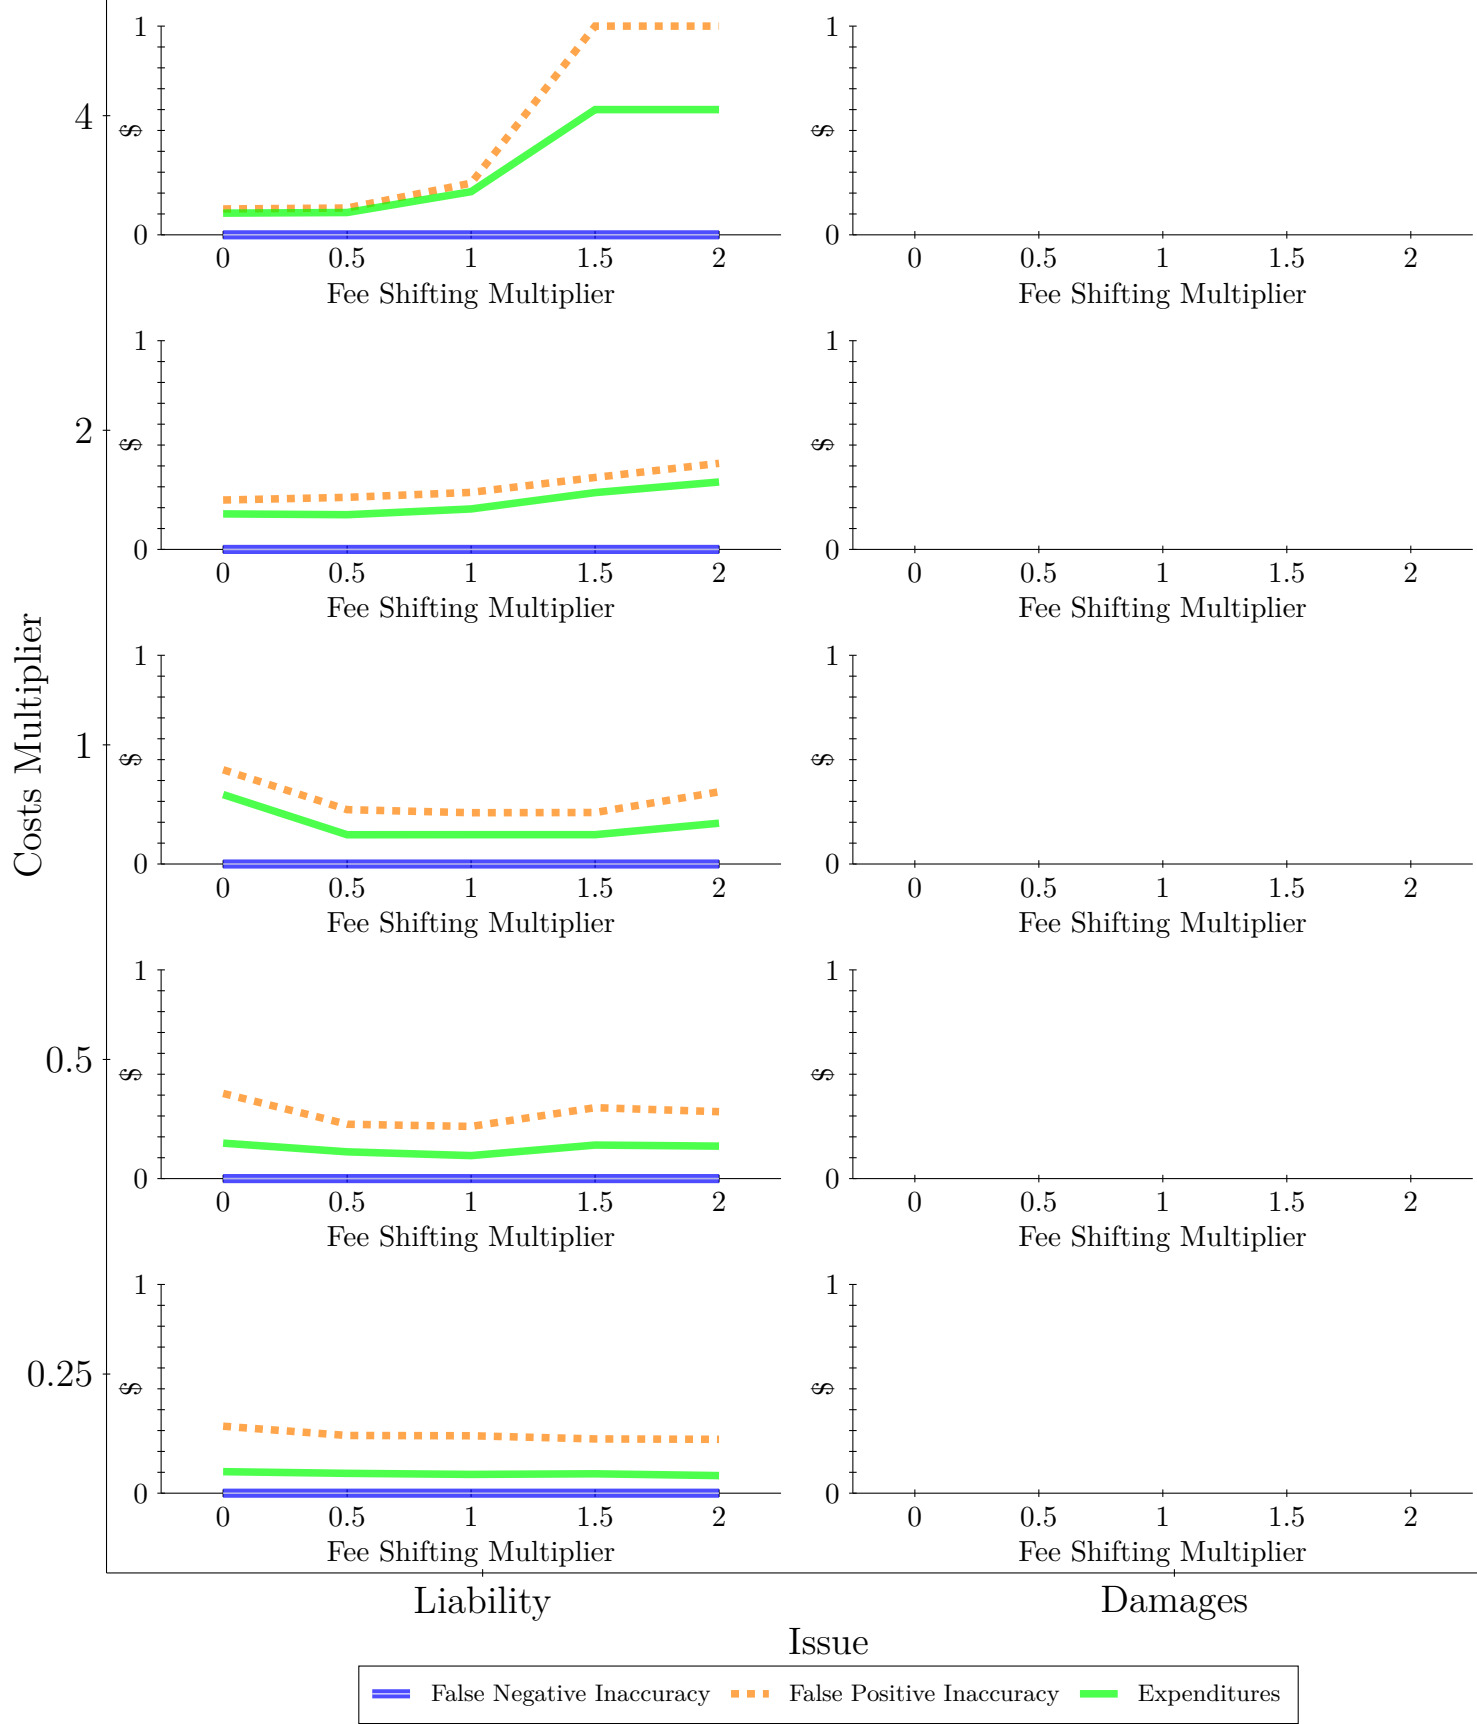 Costs Multiplier
4
1
$
0
0 0.5 1 1.5 2
Fee Shifting Multiplier
1
$
0
0 0.5 1 1.5 2
Fee Shifting Multiplier
2
1
$
0
0 0.5 1 1.5 2
Fee Shifting Multiplier
1
$
0
0 0.5 1 1.5 2
Fee Shifting Multiplier
1
1
$
0
0 0.5 1 1.5 2
Fee Shifting Multiplier
1
$
0
0 0.5 1 1.5 2
Fee Shifting Multiplier
0.5
1
$
0
0 0.5 1 1.5 2
Fee Shifting Multiplier
1
$
0
0 0.5 1 1.5 2
Fee Shifting Multiplier
0.25
1
$
0
0 0.5 1 1.5 2
Fee Shifting Multiplier
1
$
0
0 0.5 1 1.5 2
Fee Shifting Multiplier
Liability
Damages
Issue
False Negative Inaccuracy
False Positive Inaccuracy
Expenditures